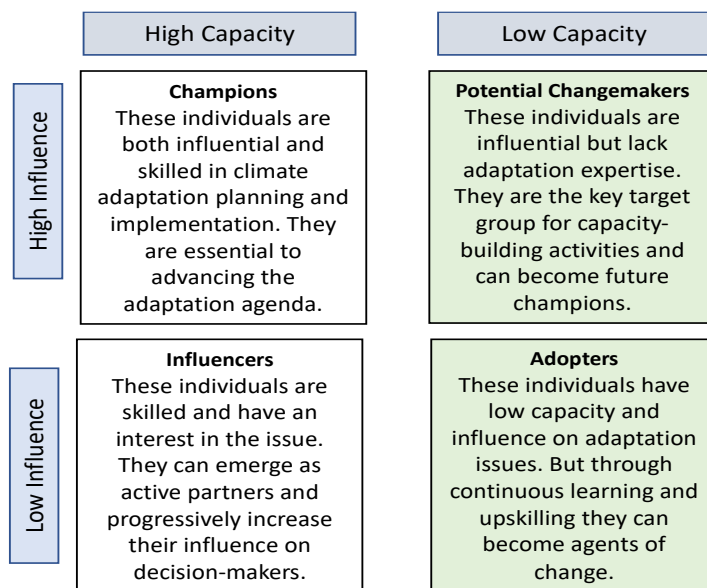 High Capacity
Low Capacity
High Influence
Champions
These individuals are
both influential and
skilled in climate
adaptation planning and
implementation. They
are essential to
advancing the
adaptation agenda.
Potential Changemakers
These individuals are
influential but lack
adaptation expertise.
They are the key target
group for capacity-
building activities and
can become future
champions.
Low Influence
Influencers
These individuals are
skilled and have an
interest in the issue.
They can emerge as
active partners and
progressively increase
their influence on
decision-makers.
Adopters
These individuals have
low capacity and
influence on adaptation
issues. But through
continuous learning and
upskilling they can
become agents of
change.